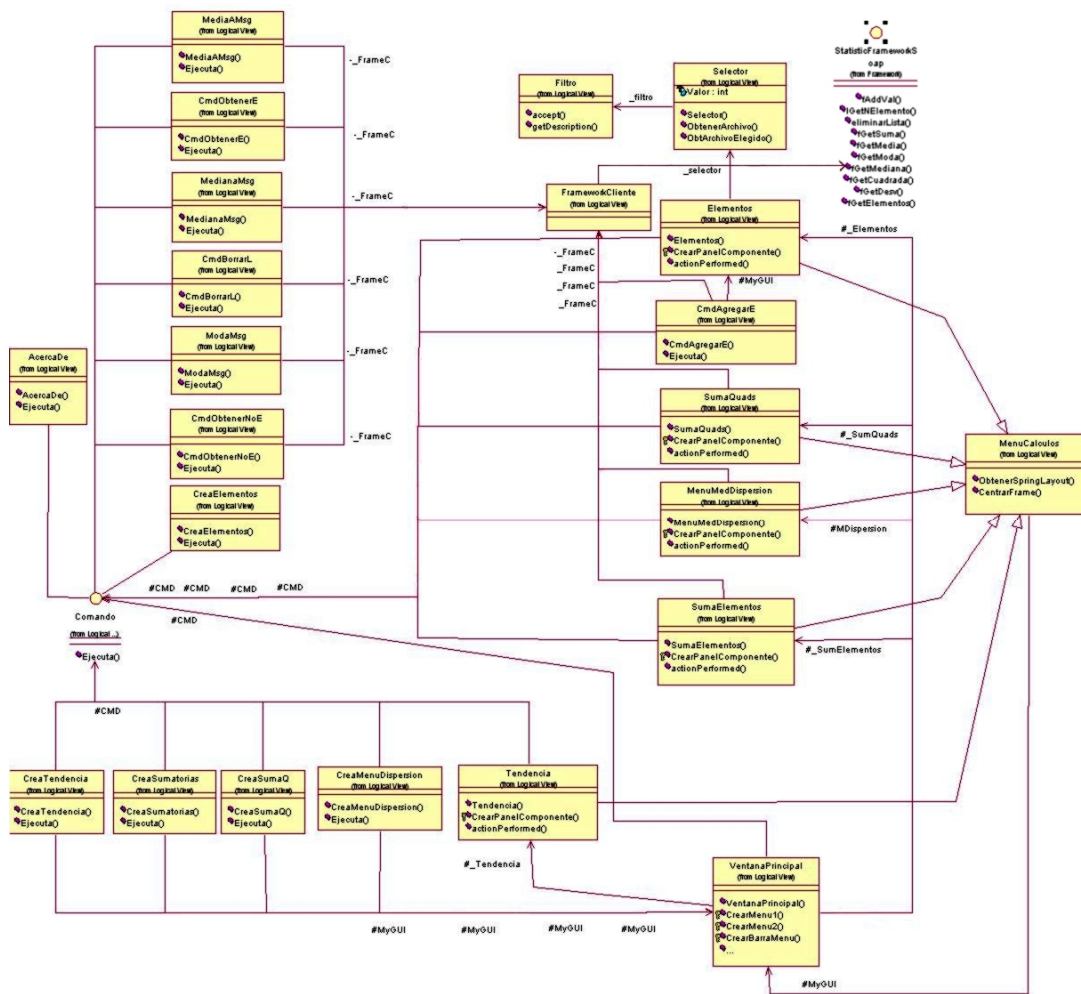 MediaAMsg
(from Logical View)
MediaAMsg()
Ejecuta()
-_FrameC
CmdObtenerE
(from Logical View)
CmdObtenerE()
Ejecuta()
-_FrameC
MedianaMsg
(from Logical View)
MedianaMsg()
Ejecuta()
-_FrameC
CmdBorrarL
(from Logical View)
CmdBorrarL()
Ejecuta()
-_FrameC
ModaMsg
(from Logical View)
ModaMsg()
Ejecuta()
-_FrameC
CmdObtenerNoE
(from Logical View)
CmdObtenerNoE()
Ejecuta()
-_FrameC
CreaElementos
(from Logical View)
CreaElementos()
Ejecuta()
AcercaDe
(from Logical View)
AcercaDe()
Ejecuta()
Filtro
(from Logical View)
accept()
getDescription()
_filtro
Selector
(from Logical View)
Valor : int
Selector()
ObtenerArchivo()
ObtArchivoElegido()
_selector
StatisticFrameworkS
oap
(from Framework)
fAddVal()
fGetNElemento()
eliminarLista()
fGetSuma()
fGetMedia()
fGetModa()
fGetMediana()
fGetCuadrada()
fGetDesv()
fGetElementos()
FrameworkCliente
(from Logical View)
-_FrameC
_FrameC
-_FrameC
_FrameC
Elementos
(from Logical View)
Elementos()
CrearPanelComponente()
actionPerformed()
#_Elementos
#MyGUI
CmdAgregarE
(from Logical View)
CmdAgregarE()
Ejecuta()
SumaQuads
(from Logical View)
SumaQuads()
CrearPanelComponente()
actionPerformed()
#_SumQuads
MenuCalculos
(from Logical View)
ObtenerSpringLayout()
CentrarFrame()
MenuMedDispersion
(from Logical View)
MenuMedDispersion()
CrearPanelComponente()
actionPerformed()
#MDispersion
SumaElementos
(from Logical View)
SumaElementos()
CrearPanelComponente()
actionPerformed()
#_SumElementos
#CMD #CMD #CMD #CMD
#CMD
Comando
(from Logical ...)
Ejecuta()
#CMD
CreaTendencia
(from Logical View)
CreaTendencia()
Ejecuta()
CreaSumatorias
(from Logical View)
CreaSumatorias()
Ejecuta()
CreaSumaQ
(from Logical View)
CreaSumaQ()
Ejecuta()
CreaMenuDispersion
(from Logical View)
CreaMenuDispersion()
Ejecuta()
Tendencia
(from Logical View)
Tendencia()
CrearPanelComponente()
actionPerformed()
#_Tendencia
VentanaPrincipal
(from Logical View)
VentanaPrincipal()
CrearMenu1()
CrearMenu2()
CrearBarraMenu()
...
#MyGUI #MyGUI #MyGUI #MyGUI
#MyGUI